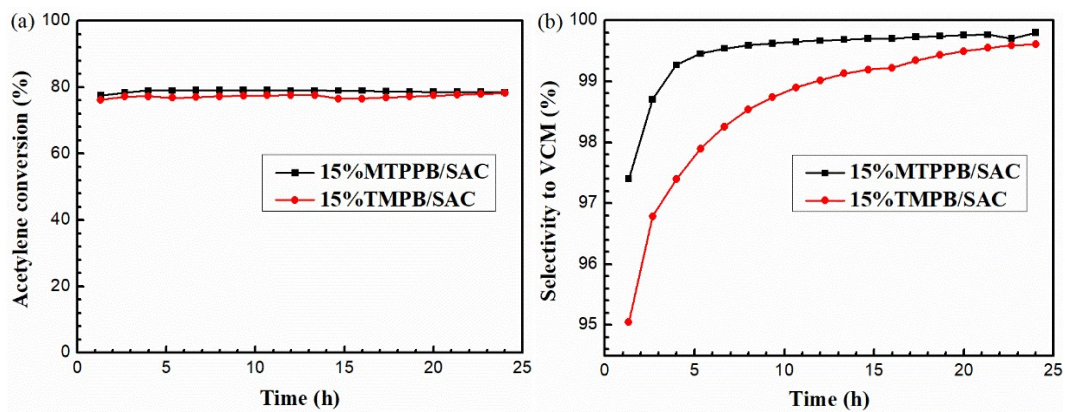 (a)
100
80
60
40
20
0
Acetylene conversion (%)
15%MTPPB/SAC
15%TMPB/SAC
0 5 10 15 20 25
Time (h)
(b)
100
99
98
97
96
95
Selectivity to VCM (%)
15%MTPPB/SAC
15%TMPB/SAC
0 5 10 15 20 25
Time (h)